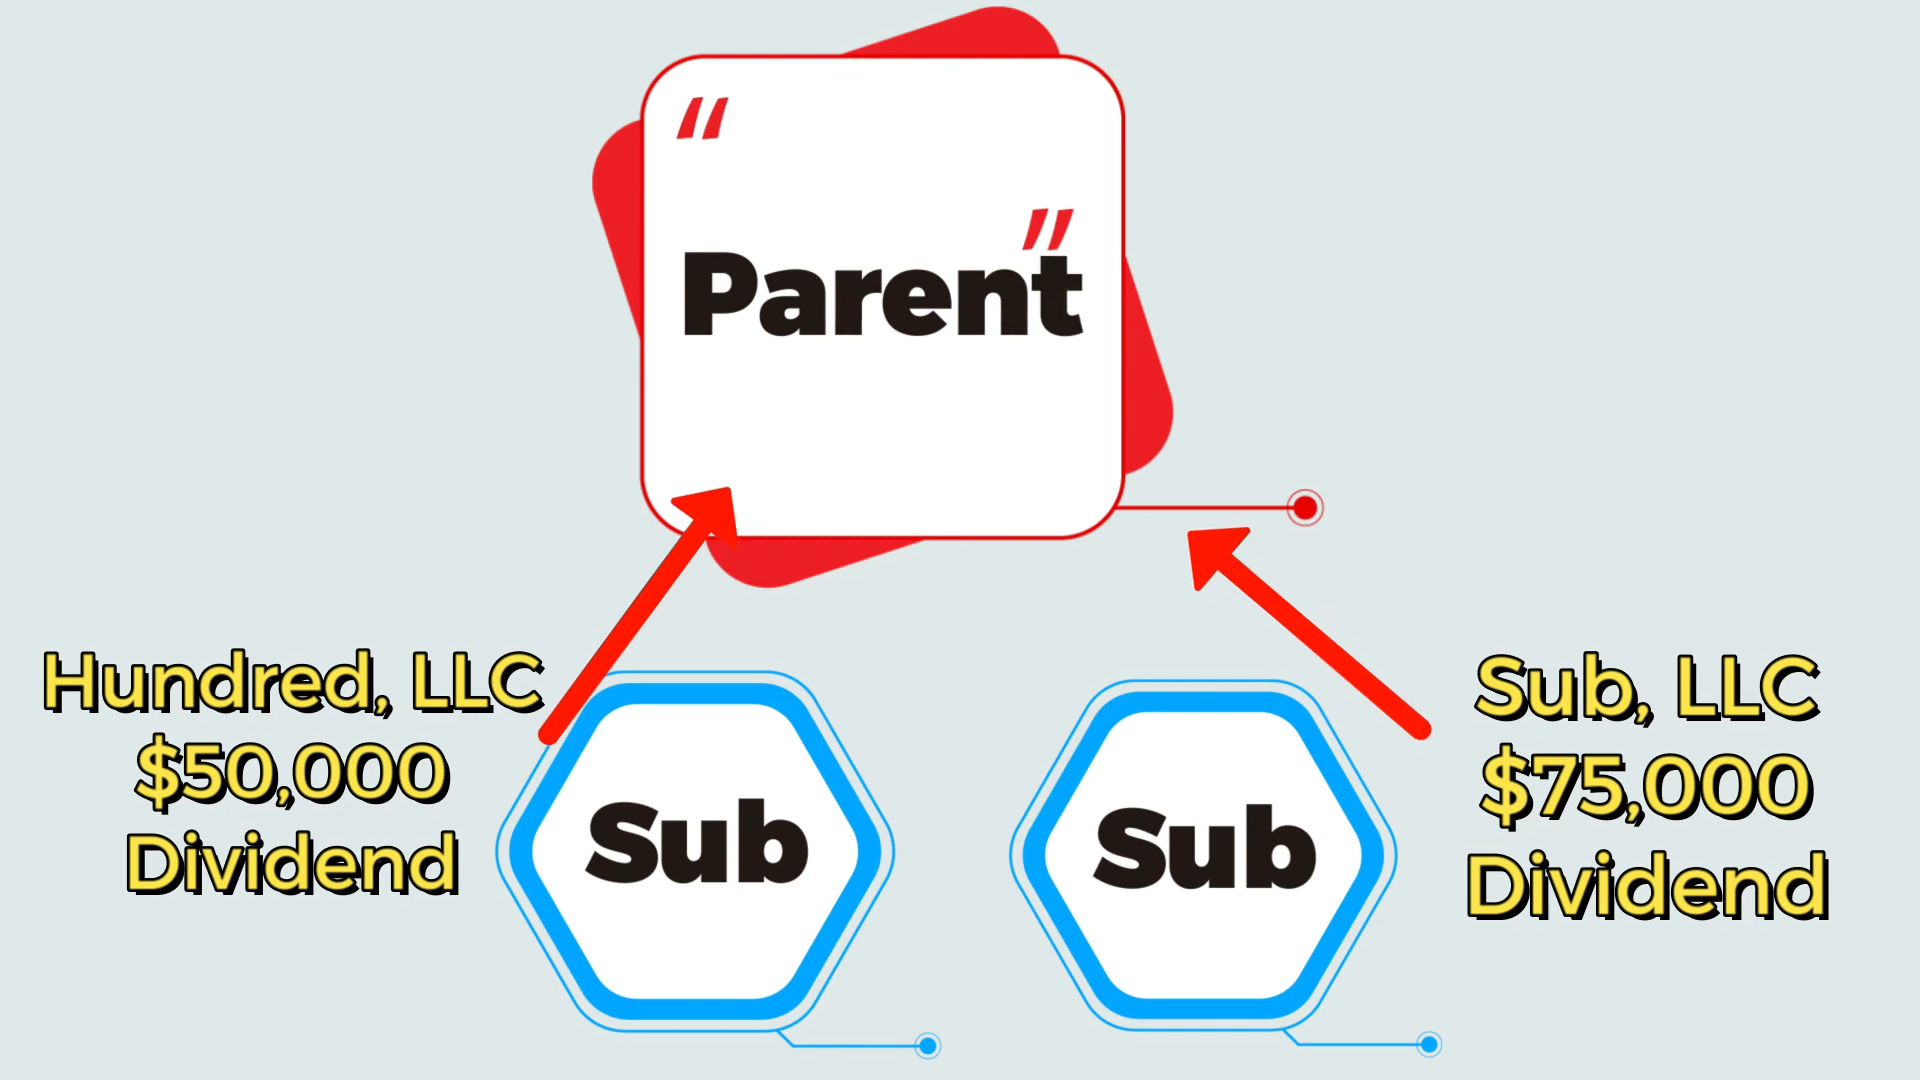 “
”
Parent
Hundred, LLC
$50,000
Dividend
Sub
Sub
Sub, LLC
$75,000
Dividend